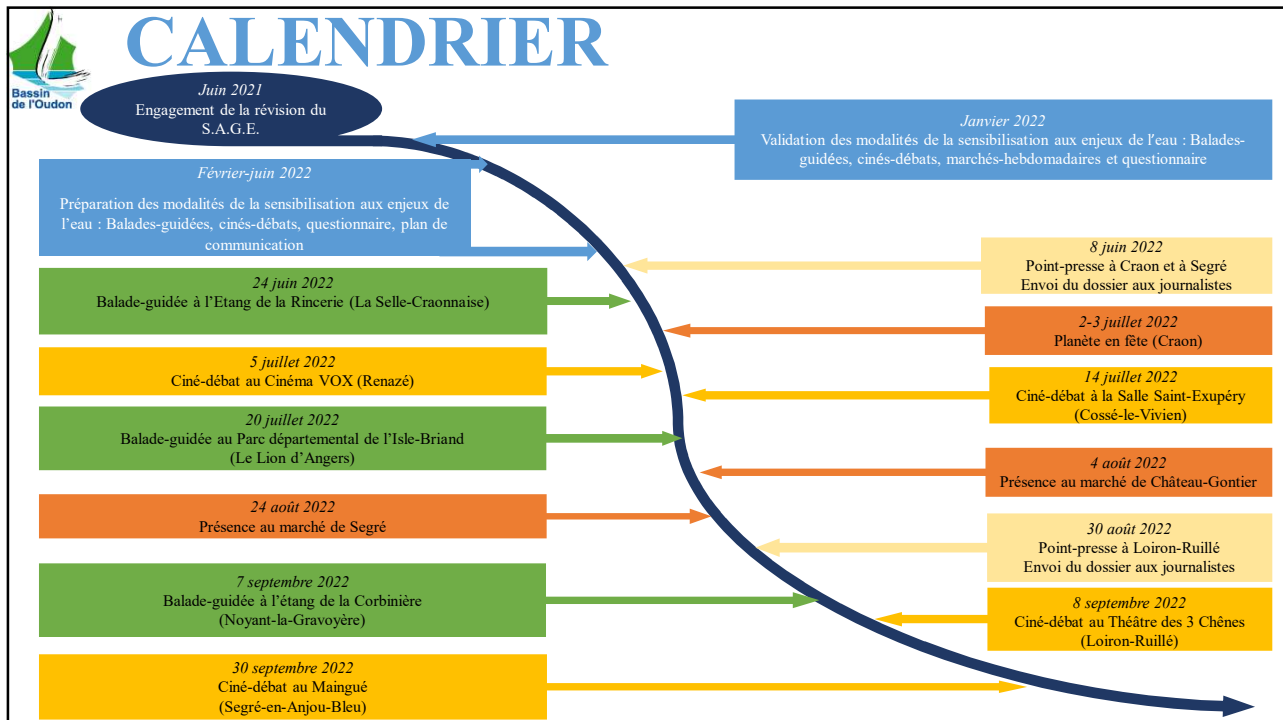 CALENDRIER
Bassin
de l'Oudon
Juin 2021
Engagement de la révision du
S.A.G.E.
Janvier 2022
Validation des modalités de la sensibilisation aux enjeux de l'eau : Balades-
guidées, cinés-débats, marchés-hebdomadaires et questionnaire
Février-juin 2022
Préparation des modalités de la sensibilisation aux enjeux de
l'eau : Balades-guidées, cinés-débats, questionnaire, plan de
communication
8 juin 2022
Point-presse à Craon et à Segré
Envoi du dossier aux journalistes
24 juin 2022
Balade-guidée à l'Etang de la Rincerie (La Selle-Craonnaise)
2-3 juillet 2022
Planète en fête (Craon)
5 juillet 2022
Ciné-débat au Cinéma VOX (Renazé)
14 juillet 2022
Ciné-débat à la Salle Saint-Exupéry
(Cossé-le-Vivien)
20 juillet 2022
Balade-guidée au Parc départemental de l'Isle-Briand
(Le Lion d'Angers)
4 août 2022
Présence au marché de Château-Gontier
24 août 2022
Présence au marché de Segré
30 août 2022
Point-presse à Loiron-Ruillé
Envoi du dossier aux journalistes
7 septembre 2022
Balade-guidée à l'étang de la Corbinière
(Noyant-la-Gravoyère)
8 septembre 2022
Ciné-débat au Théâtre des 3 Chênes
(Loiron-Ruillé)
30 septembre 2022
Ciné-débat au Maingué
(Segré-en-Anjou-Bleu)